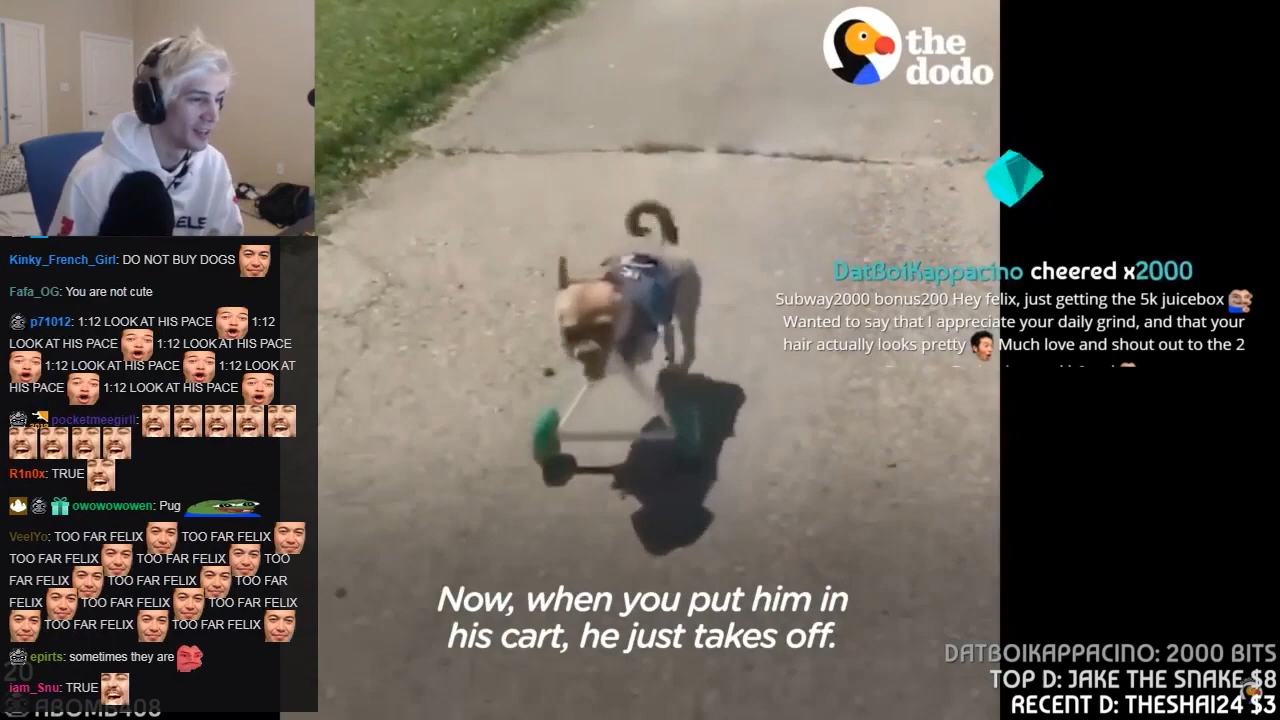 the
dodo
ELE
Kinky_French_Girl: DO NOT BUY DOGS
Fafa_OG: You are not cute
p71012: 1:12 LOOK AT HIS PACE 1:12
LOOK AT HIS PACE 1:12 LOOK AT HIS PACE
1:12 LOOK AT HIS PACE 1:12 LOOK AT
HIS PACE 1:12 LOOK AT HIS PACE
pocketmeegirll:
R1n0x: TRUE
owowowowen: Pug
VeelYo: TOO FAR FELIX TOO FAR FELIX
TOO FAR FELIX TOO FAR FELIX TOO
FAR FELIX TOO FAR FELIX TOO FAR
FELIX TOO FAR FELIX TOO FAR FELIX
TOO FAR FELIX TOO FAR FELIX
epirts: sometimes they are
iam_Snu: TRUE
20
ABOMB408
DatBoiKappacino cheered x2000
Subway2000 bonus200 Hey felix, just getting the 5k juicebox
Wanted to say that I appreciate your daily grind, and that your
hair actually looks pretty Much love and shout out to the 2
Now, when you put him in
his cart, he just takes off.
DATBOIKAPPACINO: 2000 BITS
TOP D: JAKE THE SNAKE $8
RECENT D: THESHAI24 $3